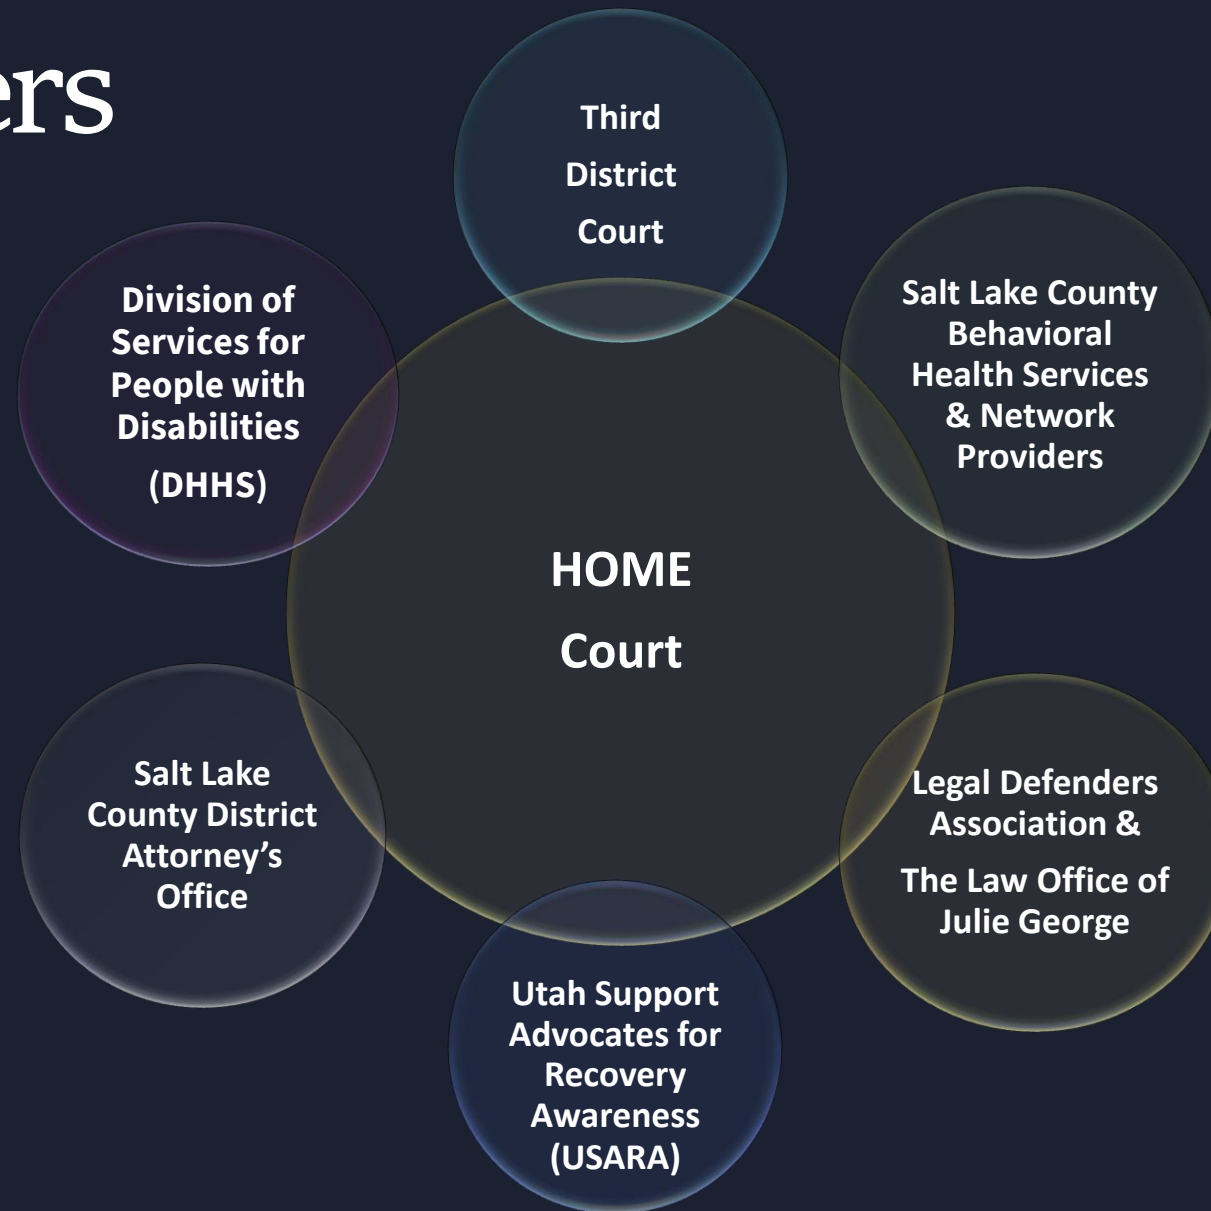 ers
Third
District
Court
Division of
Services for
People with
Disabilities
(DHHS)
Salt Lake County
Behavioral
Health Services
& Network
Providers
HOME
Court
Salt Lake
County District
Attorney’s
Office
Legal Defenders
Association &
The Law Office of
Julie George
Utah Support
Advocates for
Recovery
Awareness
(USARA)